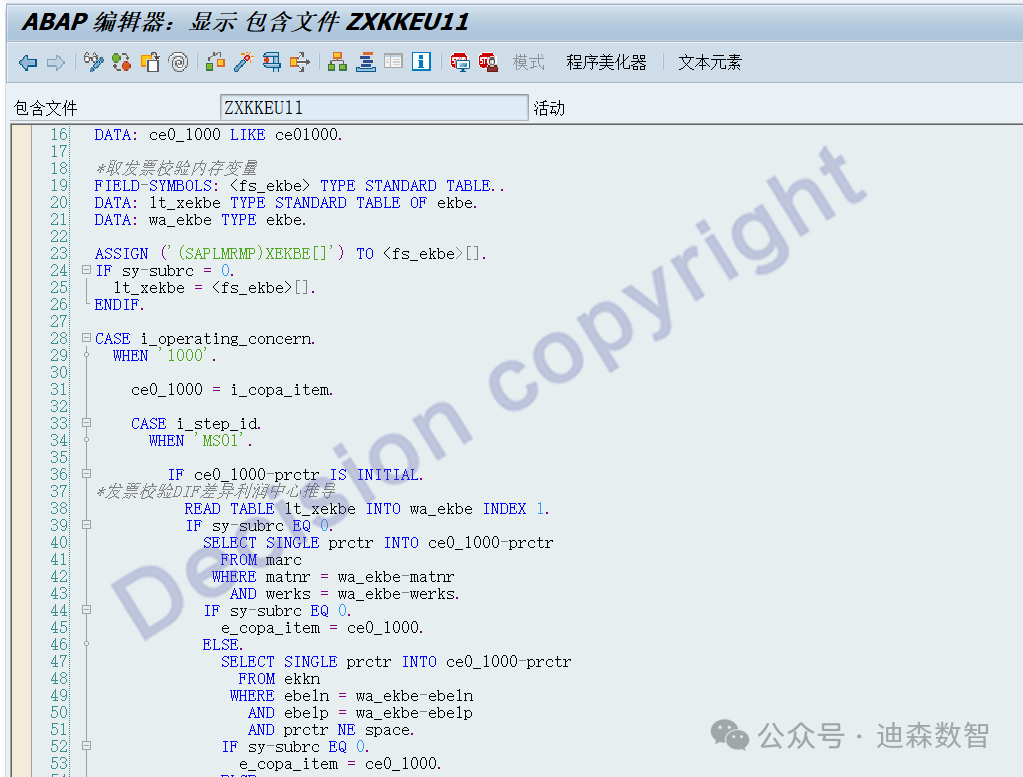 ABAP 编辑器：显示 包含文件 ZXKKEU11
模式 程序美化器 文本元素
包含文件 ZXKKEU11 活动
16 DATA: ce0_1000 LIKE ce01000.
17
18 *取发票校验内存变量
19 FIELD-SYMBOLS: <fs_ekbe> TYPE STANDARD TABLE..
20 DATA: lt_xekbe TYPE STANDARD TABLE OF ekbe.
21 DATA: wa_ekbe TYPE ekbe.
22
23 ASSIGN ('(SAPLMRMP)XEKBE[]') TO <fs_ekbe>[].
24 IF sy-subrc = 0.
25 lt_xekbe = <fs_ekbe>[].
26 ENDIF.
27
28 CASE i_operating_concern.
29 WHEN '1000'.
30
31 ce0_1000 = i_copa_item.
32
33 CASE i_step_id.
34 WHEN 'MS01'.
35
36 IF ce0_1000-prctr IS INITIAL.
37 *发票校验DIF差异利润中心推导
38 READ TABLE lt_xekbe INTO wa_ekbe INDEX 1.
39 IF sy-subrc EQ 0.
40 SELECT SINGLE prctr INTO ce0_1000-prctr
41 FROM marc
42 WHERE matnr = wa_ekbe-matnr
43 AND werks = wa_ekbe-werks.
44 IF sy-subrc EQ 0.
45 e_copa_item = ce0_1000.
46 ELSE.
47 SELECT SINGLE prctr INTO ce0_1000-prctr
48 FROM ekkn
49 WHERE ebeln = wa_ekbe-ebeln
50 AND ebelp = wa_ekbe-ebelp
51 AND prctr NE space.
52 IF sy-subrc EQ 0.
53 e_copa_item = ce0_1000.
Decision copyright
公众号 · 迪森数智